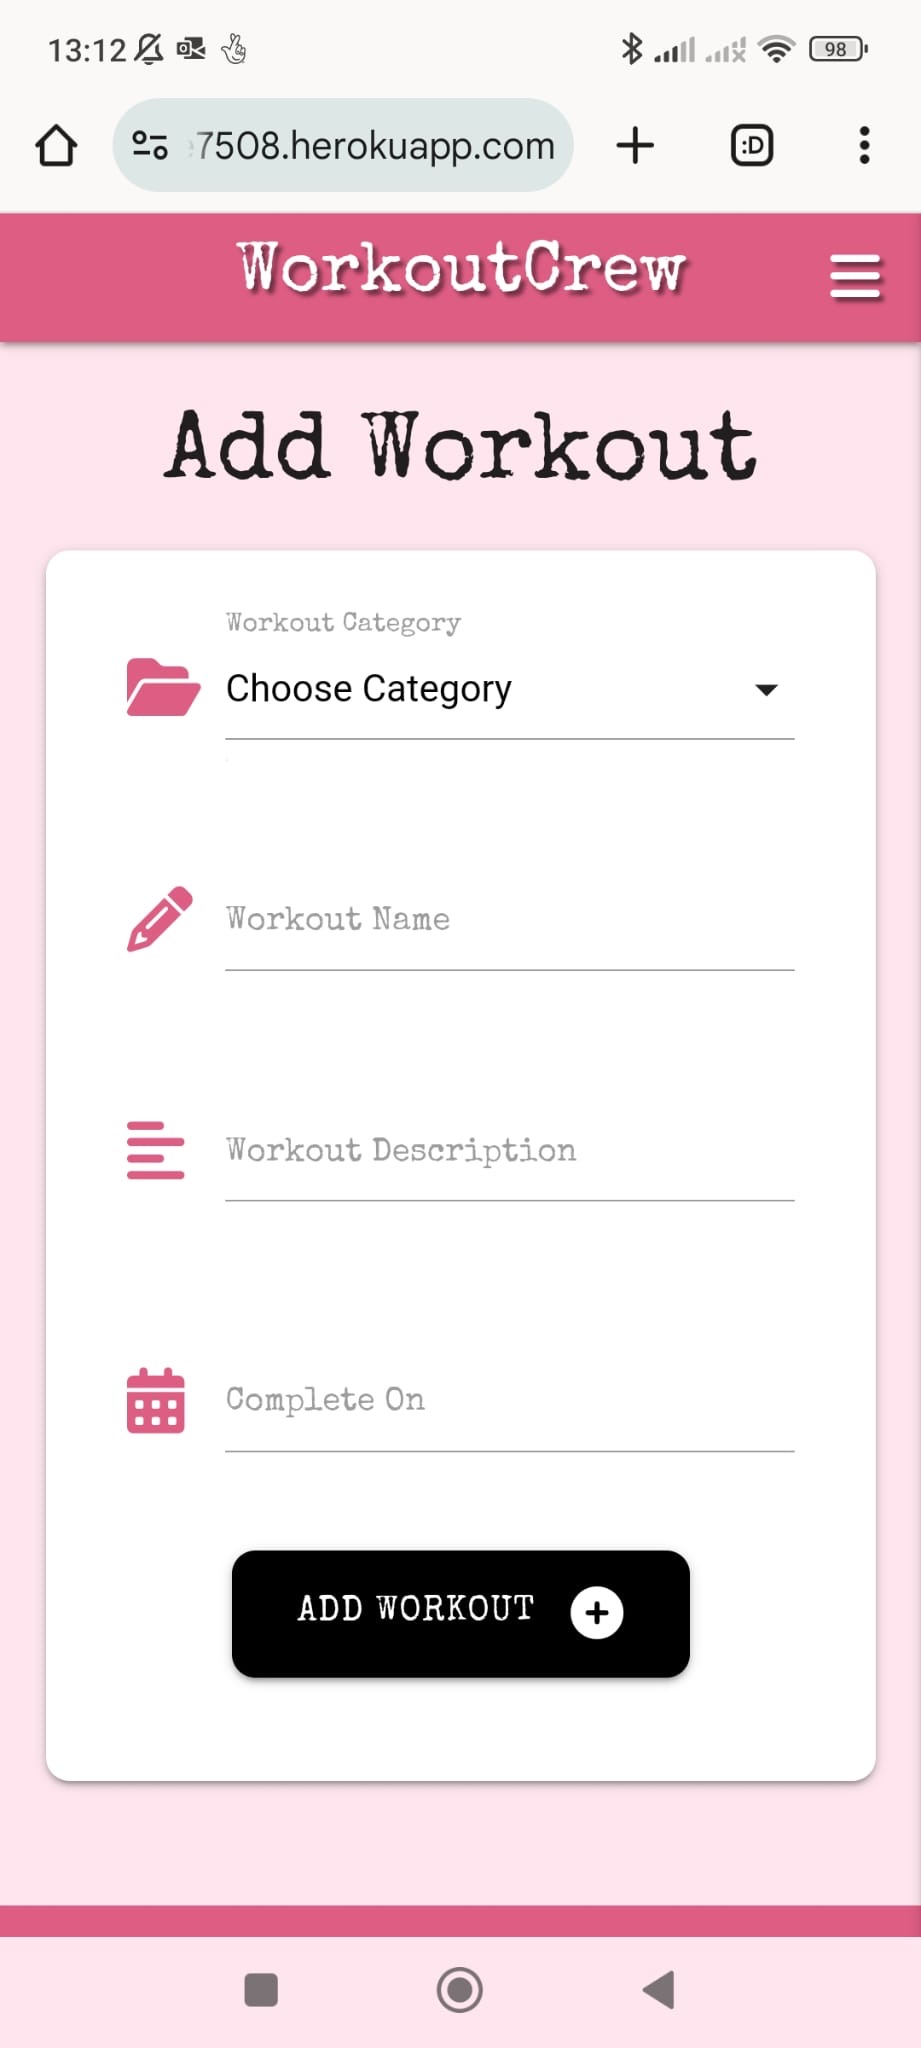 13:12
98
7508.herokuapp.com
:D
WorkoutCrew
Add Workout
Workout Category
Choose Category
Workout Name
Workout Description
Complete On
ADD WORKOUT